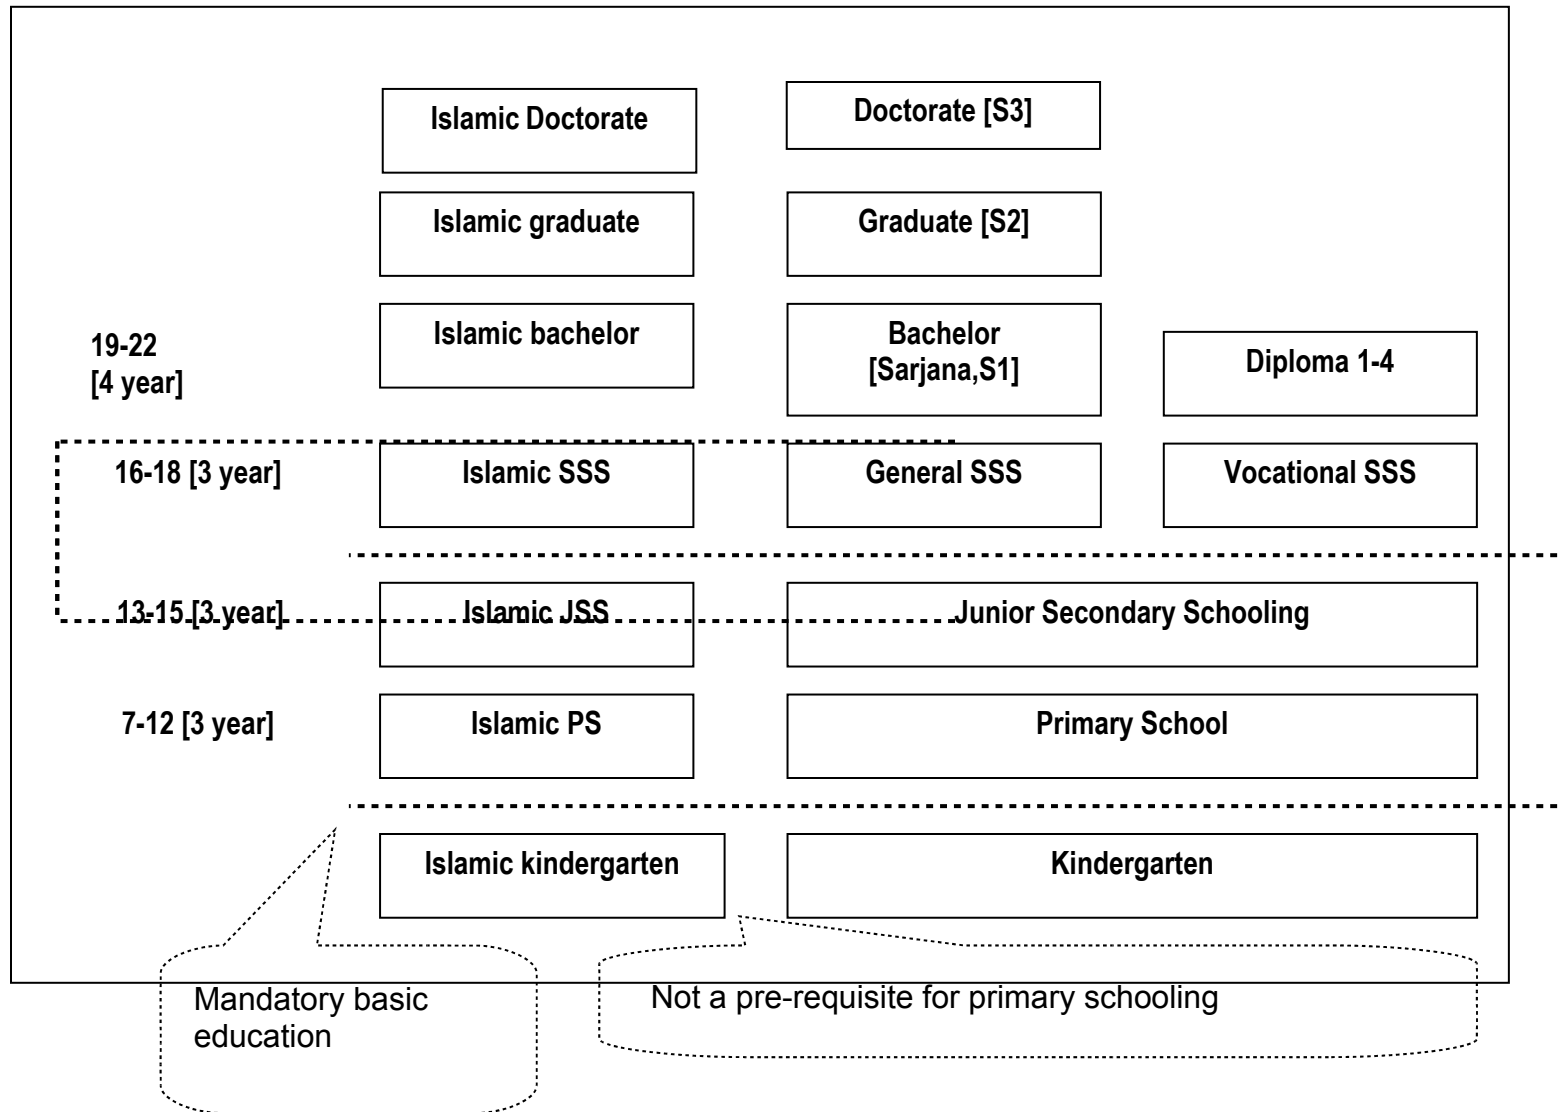 Islamic Doctorate
Doctorate [S3]
Islamic graduate
Graduate [S2]
19-22
[4 year]
Islamic bachelor
Bachelor
[Sarjana,S1]
Diploma 1-4
16-18 [3 year]
Islamic SSS
General SSS
Vocational SSS
13-15 [3 year]
Islamic JSS
Junior Secondary Schooling
7-12 [3 year]
Islamic PS
Primary School
Islamic kindergarten
Kindergarten
Mandatory basic
education
Not a pre-requisite for primary schooling